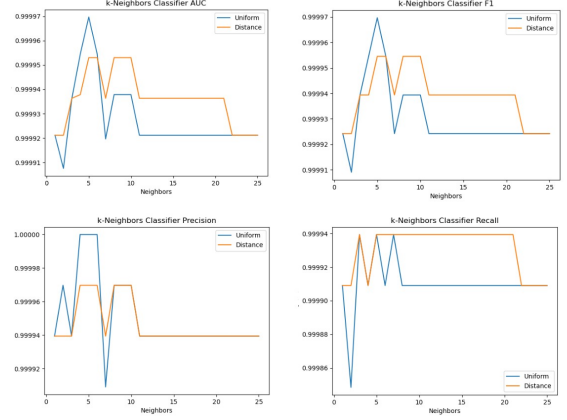 k-Neighbors Classifier AUC
Uniform
Distance
0.99997
0.99996
0.99995
0.99994
0.99993
0.99992
0.99991
0 5 10 15 20 25
Neighbors
k-Neighbors Classifier F1
Uniform
Distance
0.99997
0.99996
0.99995
0.99994
0.99993
0.99992
0.99991
0 5 10 15 20 25
Neighbors
k-Neighbors Classifier Precision
Uniform
Distance
1.00000
0.99998
0.99996
0.99994
0.99992
0 5 10 15 20 25
Neighbors
k-Neighbors Classifier Recall
0.99994
0.99992
0.99990
0.99988
0.99986
Uniform
Distance
0 5 10 15 20 25
Neighbors